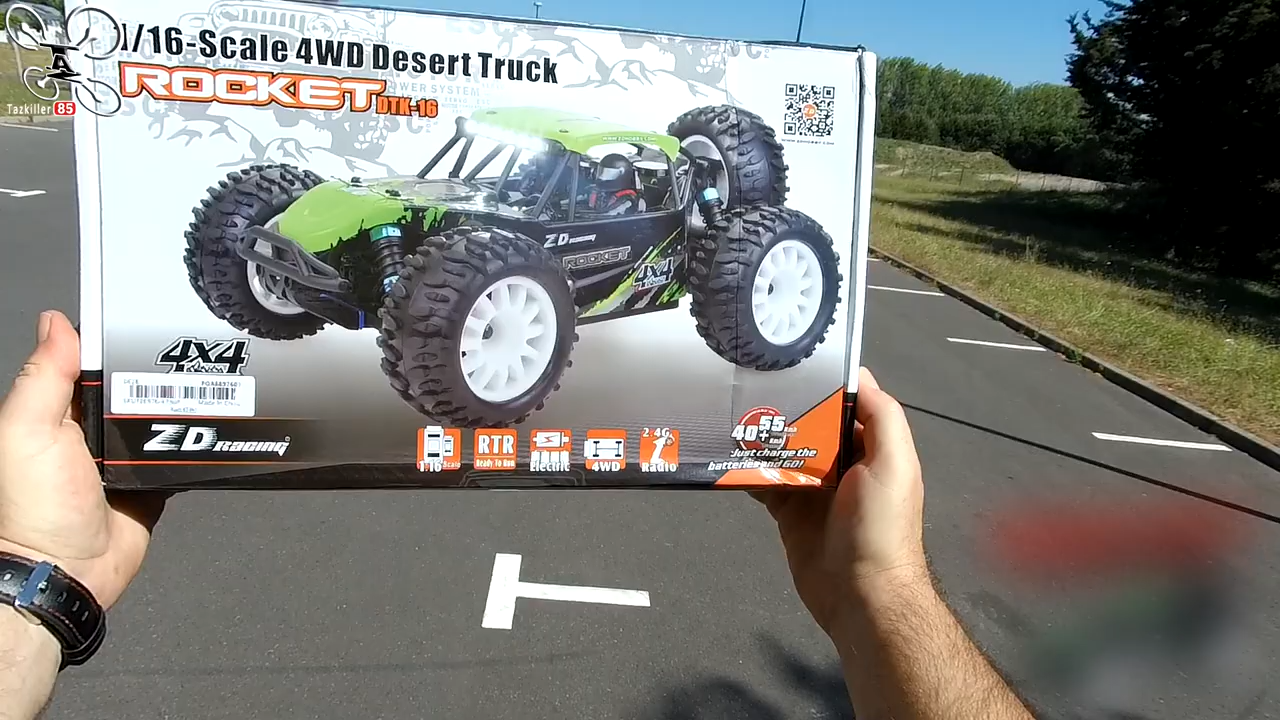 1/16-Scale 4WD Desert Truck
ROCKET DTK-16
Tazkiller 85
ZD RACING
ROCKET
4X4
4X4
ZD RACING
1:16 Scale
RTR
Ready To Run
Electric
4WD
2.4G
Radio
40+ 55
Just charge the
batteries and GO!